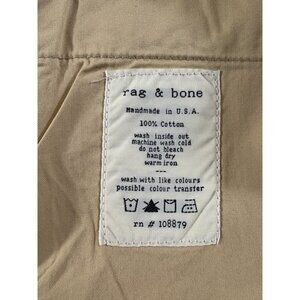 rag & bone
Handmade in U.S.A.
100% Cotton
wash inside out
machine wash cold
do not bleach
hang dry
warm iron
---
wash with like colours
possible colour transfer
rn # 108879